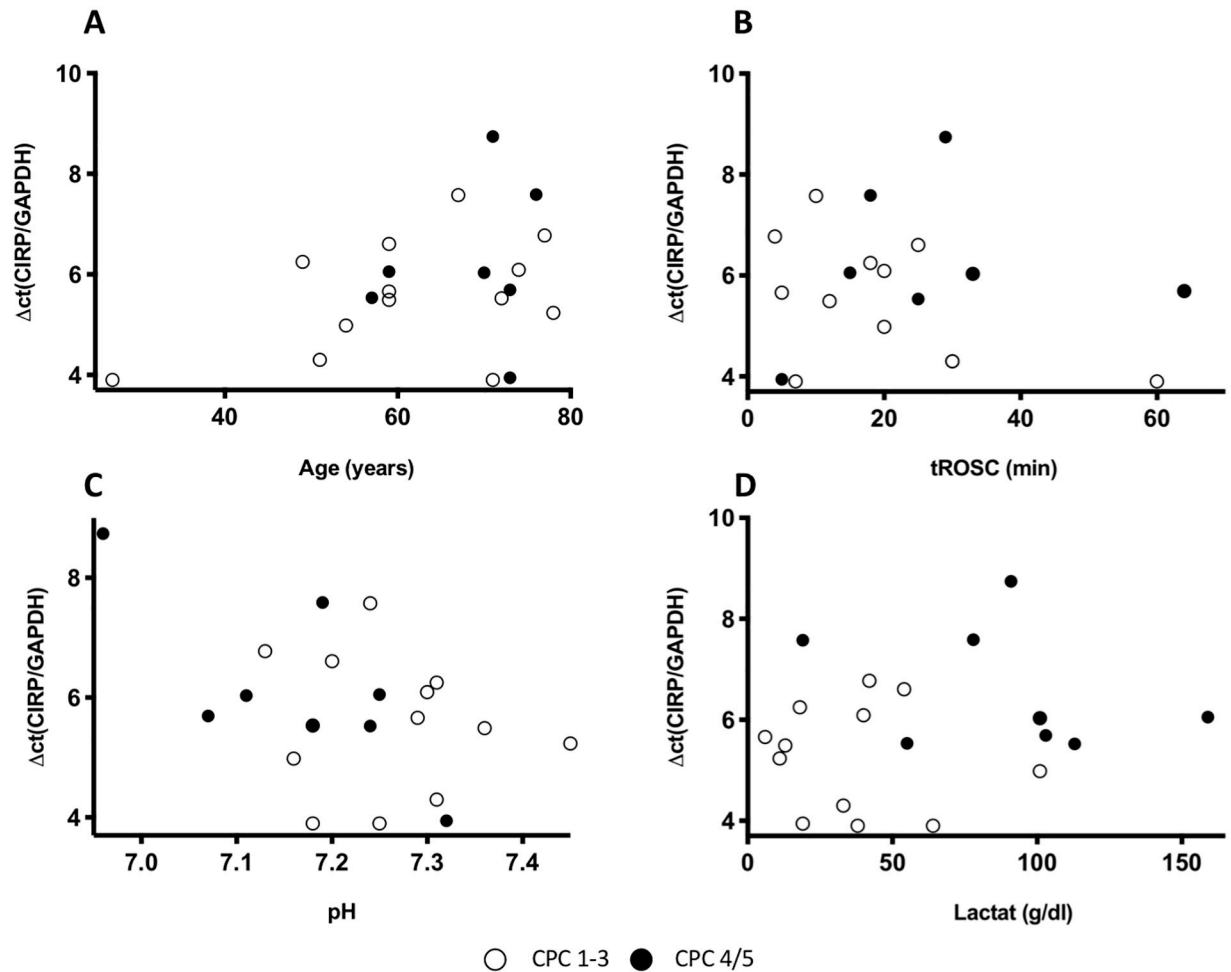 A
10
8
6
4
Δct(CIRP/GAPDH)
40
60
80
Age (years)
B
10
8
6
4
Δct(CIRP/GAPDH)
0
20
40
60
tROSC (min)
C
8
6
4
Δct(CIRP/GAPDH)
7.0
7.1
7.2
7.3
7.4
pH
D
10
8
6
4
Δct(CIRP/GAPDH)
0
50
100
150
Lactat (g/dl)
CPC 1-3
CPC 4/5